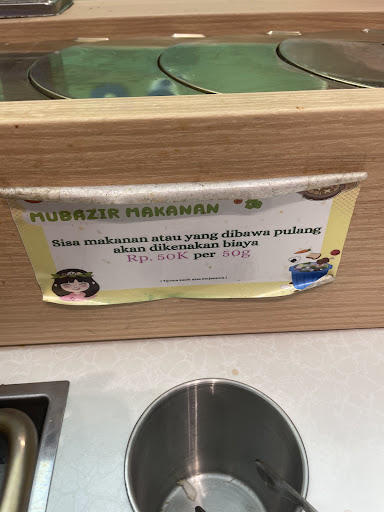 MUBAZIR MAKANAN
Sisa makanan atau yang dibawa pulang
akan dikenakan biaya
Rp. 50K per 50g